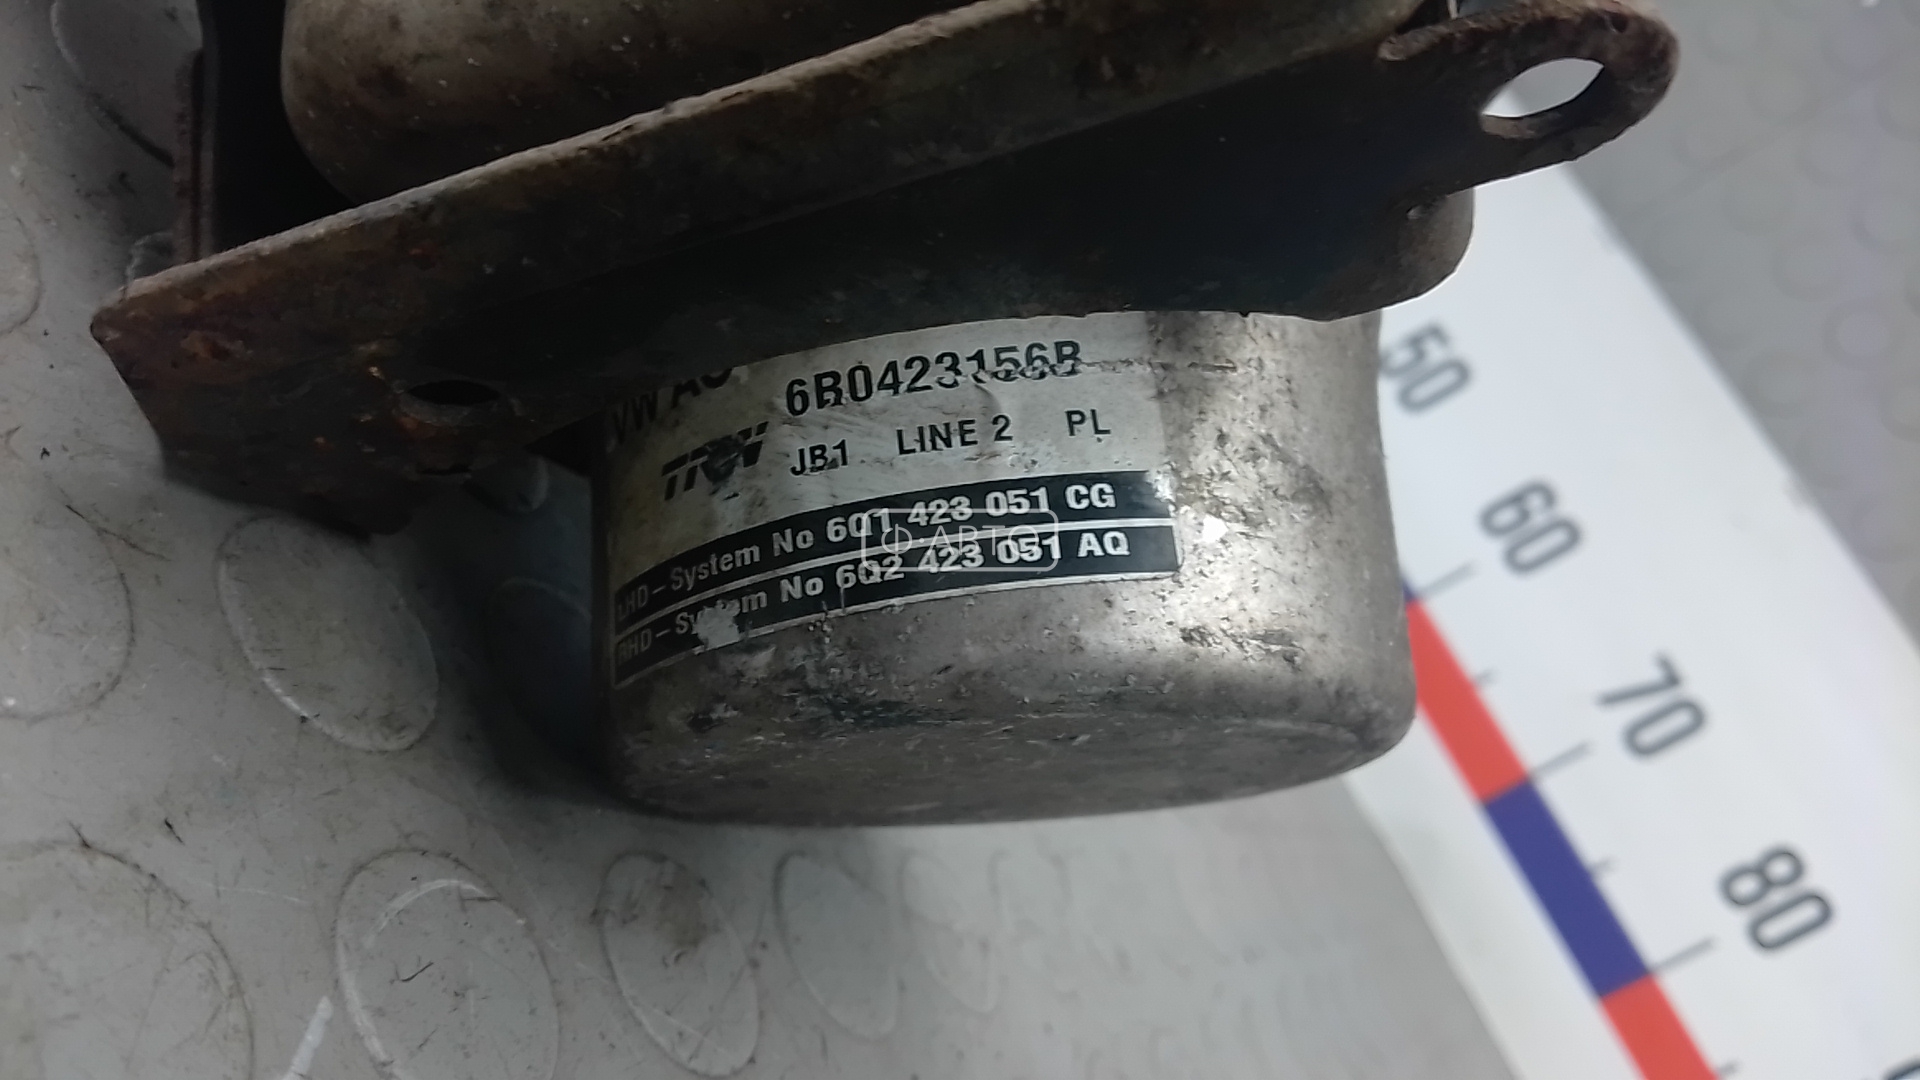 VW AG
6R0423156B
TRW
JB1 LINE 2 PL
LHD - System No 6Q1 423 051 CG
RHD - System No 6Q2 423 051 AQ
Ф-АВТО
50
60
70
80